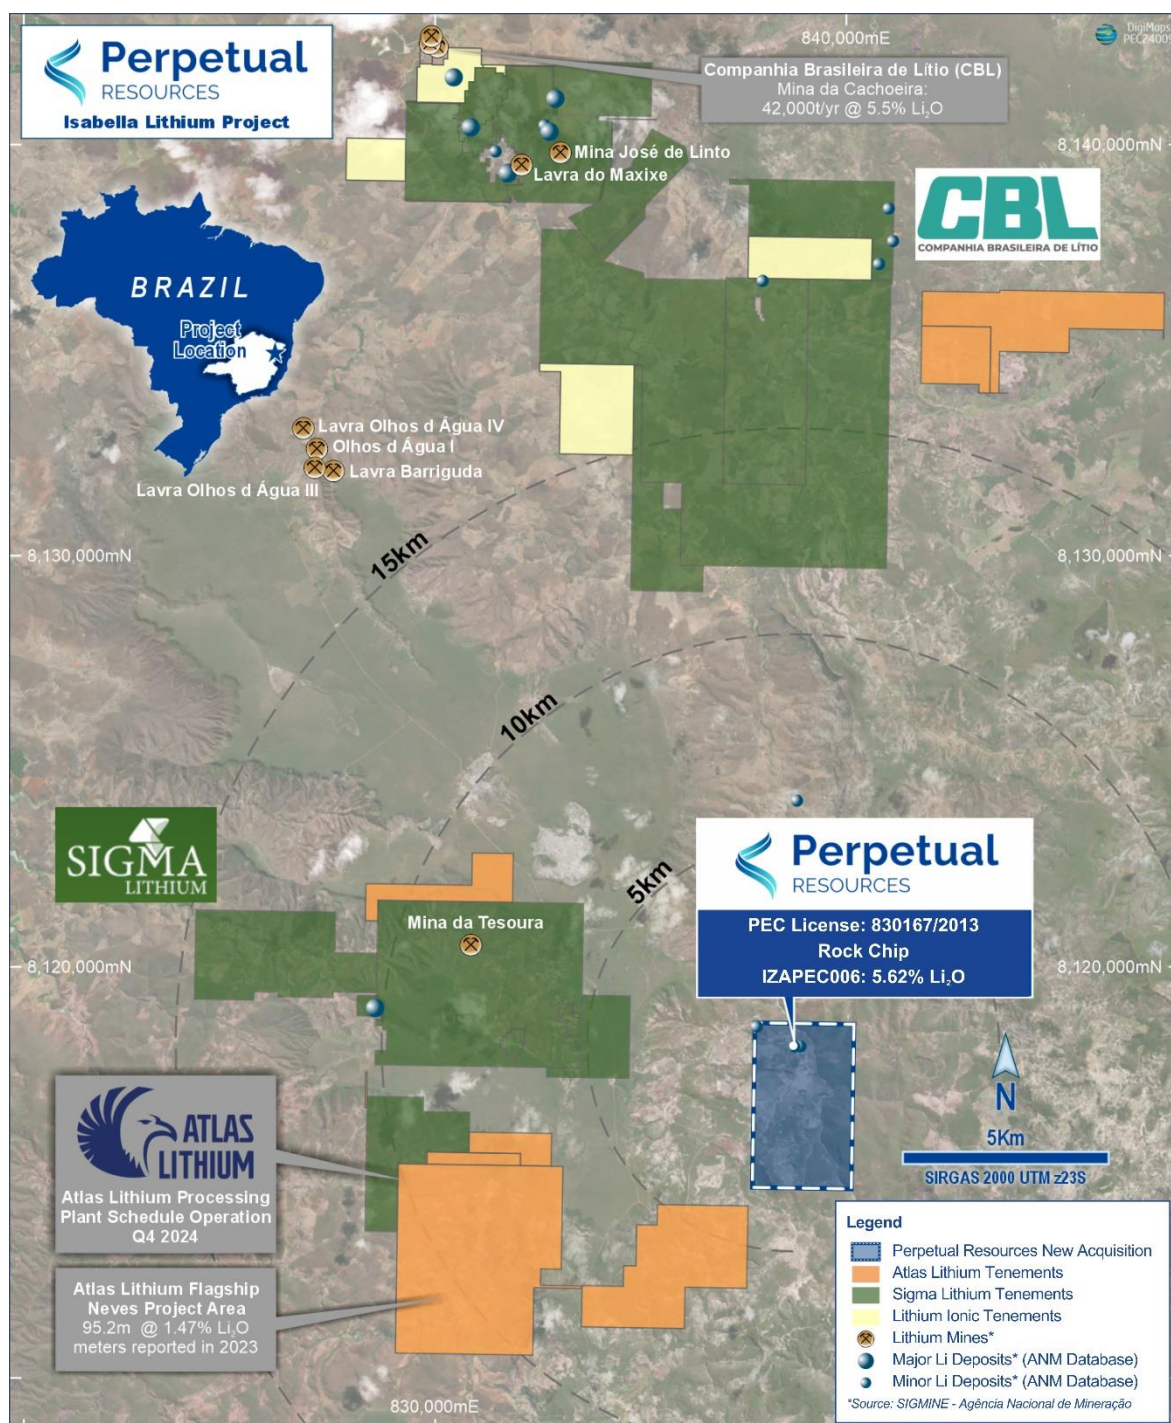 Perpetual
RESOURCES
Isabella Lithium Project
840,000mE
DigiMaps
Companhia Brasileira de Lítio (CBL)
Mina da Cachoeira:
42,000t/yr @ 5.5% Li₂O
Mina José de Linto
Lavra do Maxixe
8,140,000mN
CBL
COMPANHIA BRASILEIRA DE LÍTIO
BRAZIL
Project
Location
Lavra Olhos d Água IV
Olhos d Água I
Lavra Barriguda
Lavra Olhos d Água III
8,130,000mN
8,130,000mN
15km
10km
5km
SIGMA
LITHIUM
Mina da Tesoura
8,120,000mN
8,120,000mN
Perpetual
RESOURCES
PEC License: 830167/2013
Rock Chip
IZAPEC006: 5.62% Li₂O
N
5Km
SIRGAS 2000 UTM z23S
ATLAS
LITHIUM
Atlas Lithium Processing
Plant Schedule Operation
Q4 2024
Atlas Lithium Flagship
Neves Project Area
95.2m @ 1.47% Li₂O
meters reported in 2023
830,000mE
Legend
Perpetual Resources New Acquisition
Atlas Lithium Tenements
Sigma Lithium Tenements
Lithium Ionic Tenements
Lithium Mines*
Major Li Deposits* (ANM Database)
Minor Li Deposits* (ANM Database)
*Source: SIGMINE - Agência Nacional de Mineração